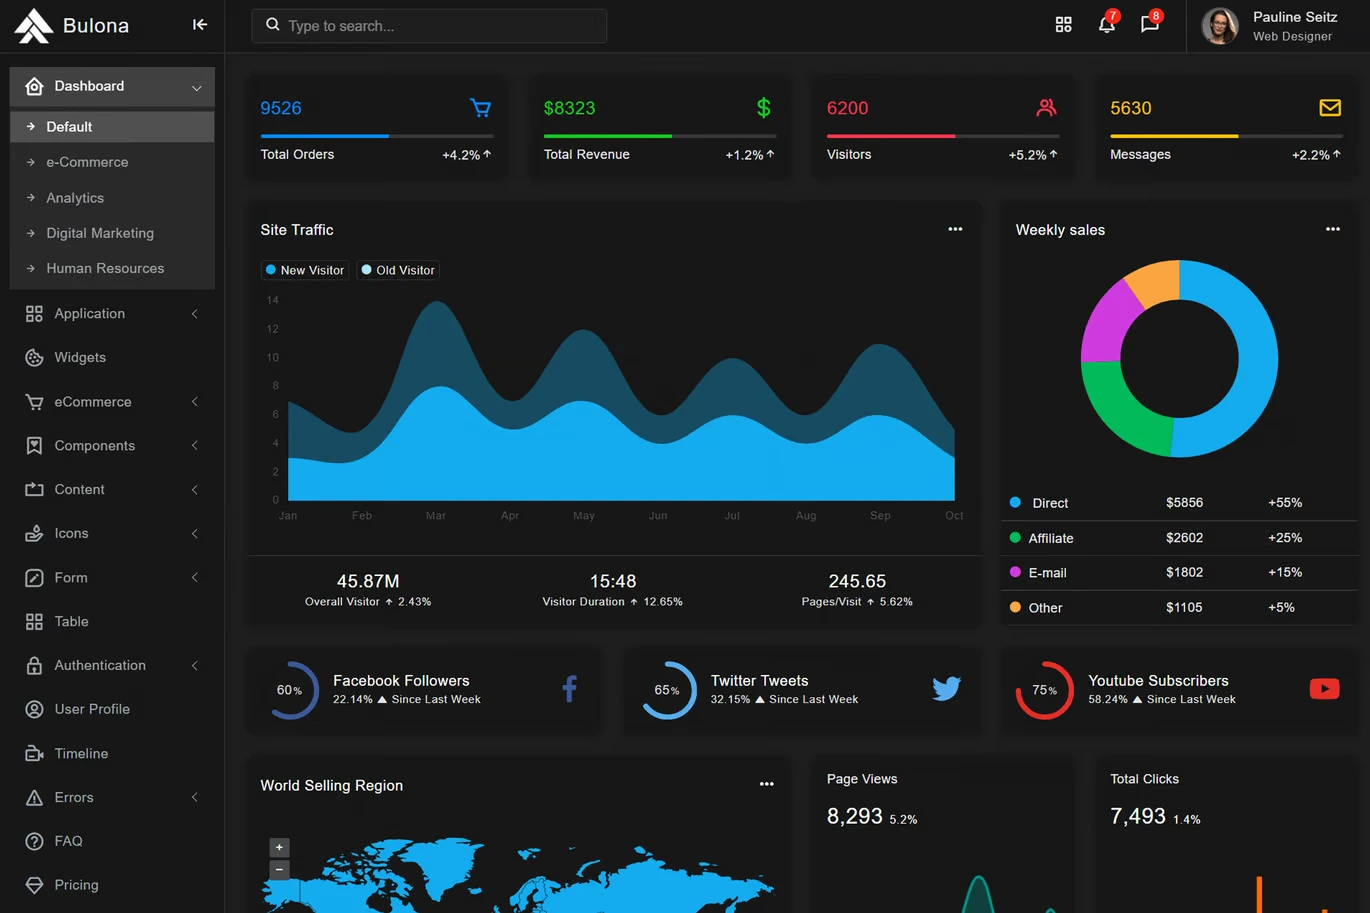 Bulona
Type to search...
7
8
Pauline Seitz
Web Designer
Dashboard
Default
e-Commerce
Analytics
Digital Marketing
Human Resources
Application
Widgets
eCommerce
Components
Content
Icons
Form
Table
Authentication
User Profile
Timeline
Errors
FAQ
Pricing
9526
Total Orders +4.2%
$8323
$
Total Revenue +1.2%
6200
Visitors +5.2%
5630
Messages +2.2%
Site Traffic
New Visitor Old Visitor
14
12
10
8
6
4
2
0
Jan Feb Mar Apr May Jun Jul Aug Sep Oct
45.87M
Overall Visitor 2.43%
15:48
Visitor Duration 12.65%
245.65
Pages/Visit 5.62%
Weekly sales
Direct $5856 +55%
Affiliate $2602 +25%
E-mail $1802 +15%
Other $1105 +5%
60%
Facebook Followers
22.14% Since Last Week
65%
Twitter Tweets
32.15% Since Last Week
75%
Youtube Subscribers
58.24% Since Last Week
World Selling Region
+
−
Page Views
8,293 5.2%
Total Clicks
7,493 1.4%